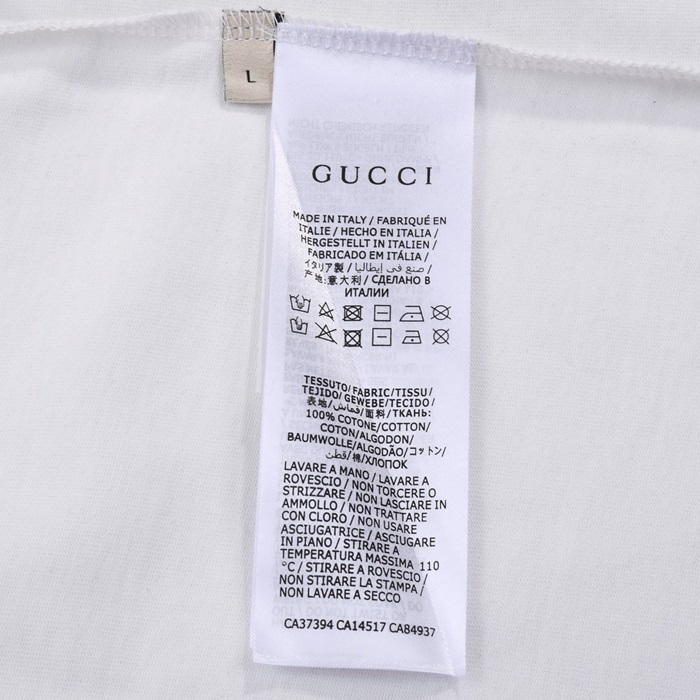 L
GUCCI
MADE IN ITALY / FABRIQUÉ EN
ITALIE / HECHO EN ITALIA /
HERGESTELLT IN ITALIEN /
FABRICADO EM ITÁLIA /
イタリア製 / صنع في إيطاليا /
产地:意大利 / СДЕЛАНО В
ИТАЛИИ
TESSUTO/FABRIC/TISSU/
TEJIDO/GEWEBE/TECIDO/
表地/قماش/面料/ТКАНЬ:
100% COTONE/COTTON/
COTON/ALGODON/
BAUMWOLLE/ALGODÃO/コットン/
قطن/棉/ХЛОПОК
LAVARE A MANO / LAVARE A
ROVESCIO / NON TORCERE O
STRIZZARE / NON LASCIARE IN
AMMOLLO / NON TRATTARE
CON CLORO / NON USARE
ASCIUGATRICE / ASCIUGARE
IN PIANO / STIRARE A
TEMPERATURA MASSIMA 110
°C / STIRARE A ROVESCIO /
NON STIRARE LA STAMPA /
NON LAVARE A SECCO
CA37394 CA14517 CA84937